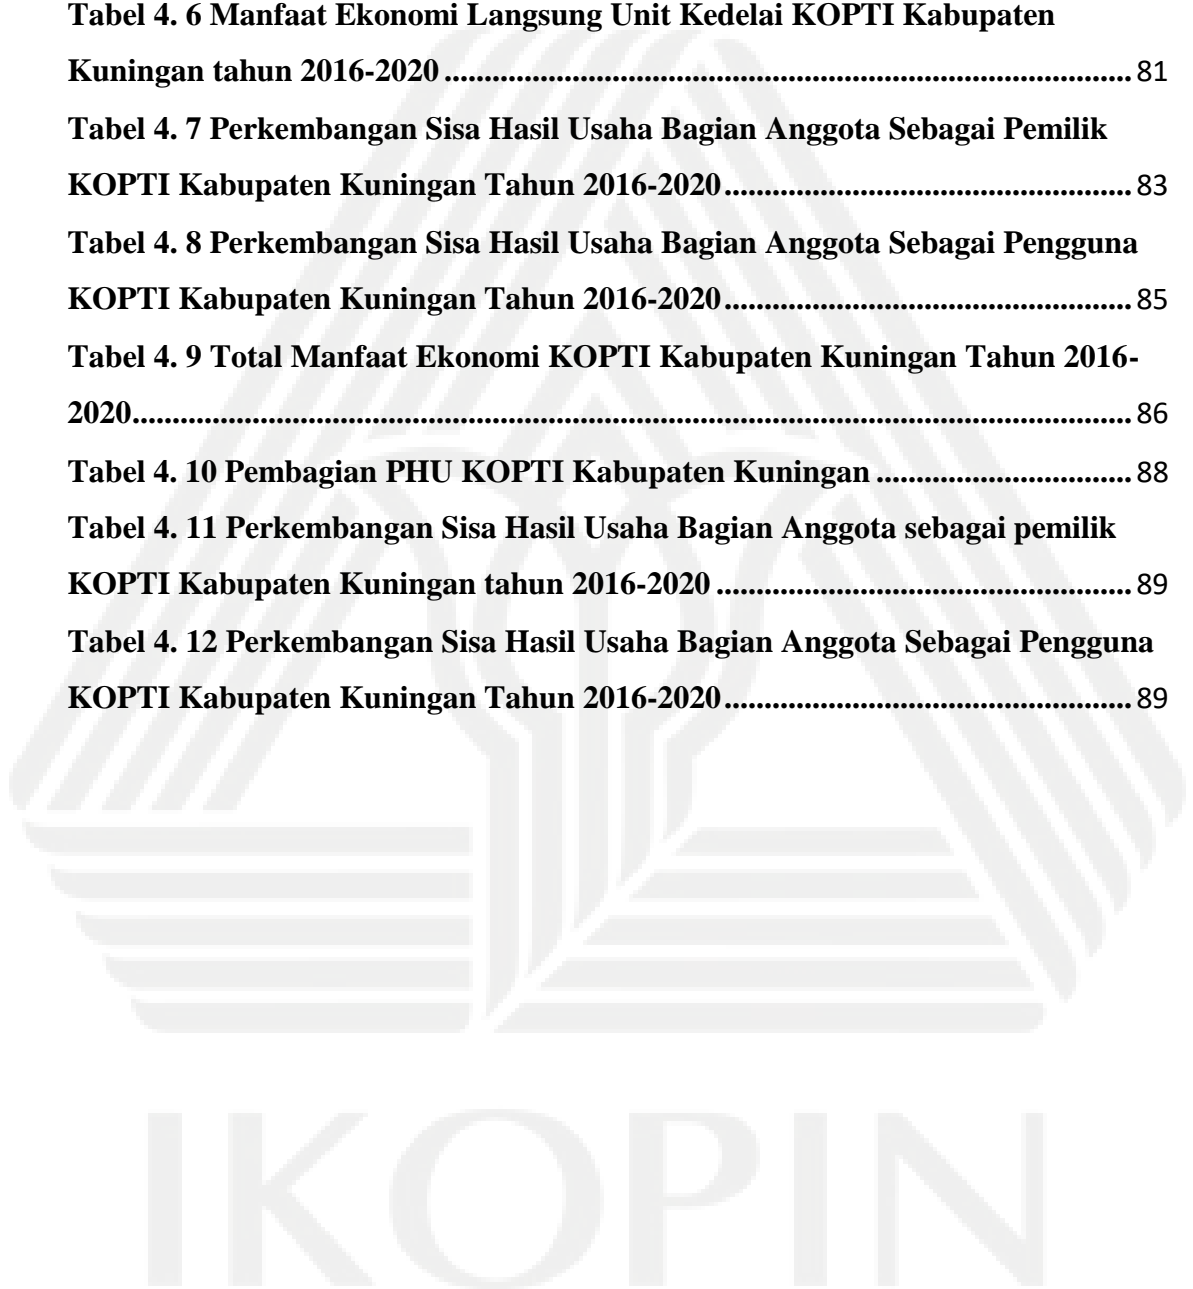 Tabel 4. 6 Manfaat Ekonomi Langsung Unit Kedelai KOPTI Kabupaten
Kuningan tahun 2016-2020 ........................................................................................ 81
Tabel 4. 7 Perkembangan Sisa Hasil Usaha Bagian Anggota Sebagai Pemilik
KOPTI Kabupaten Kuningan Tahun 2016-2020 .................................................... 83
Tabel 4. 8 Perkembangan Sisa Hasil Usaha Bagian Anggota Sebagai Pengguna
KOPTI Kabupaten Kuningan Tahun 2016-2020 .................................................... 85
Tabel 4. 9 Total Manfaat Ekonomi KOPTI Kabupaten Kuningan Tahun 2016-
2020 ................................................................................................................................ 86
Tabel 4. 10 Pembagian PHU KOPTI Kabupaten Kuningan ................................. 88
Tabel 4. 11 Perkembangan Sisa Hasil Usaha Bagian Anggota sebagai pemilik
KOPTI Kabupaten Kuningan tahun 2016-2020 ..................................................... 89
Tabel 4. 12 Perkembangan Sisa Hasil Usaha Bagian Anggota Sebagai Pengguna
KOPTI Kabupaten Kuningan Tahun 2016-2020 .................................................... 89
IKOPIN